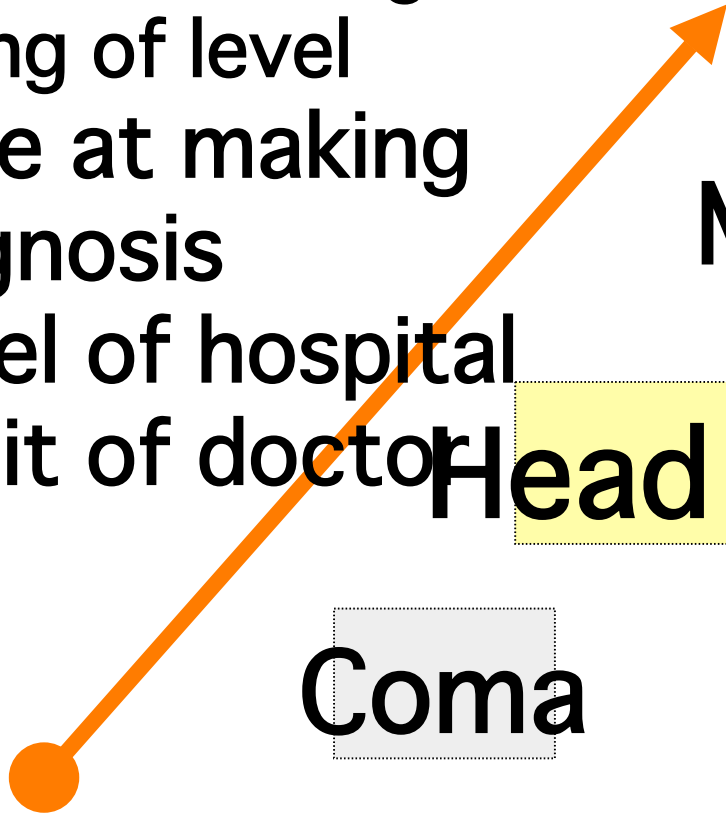 ng of level
e at making
gnosis
el of hospital
it of doctor
Head
Coma